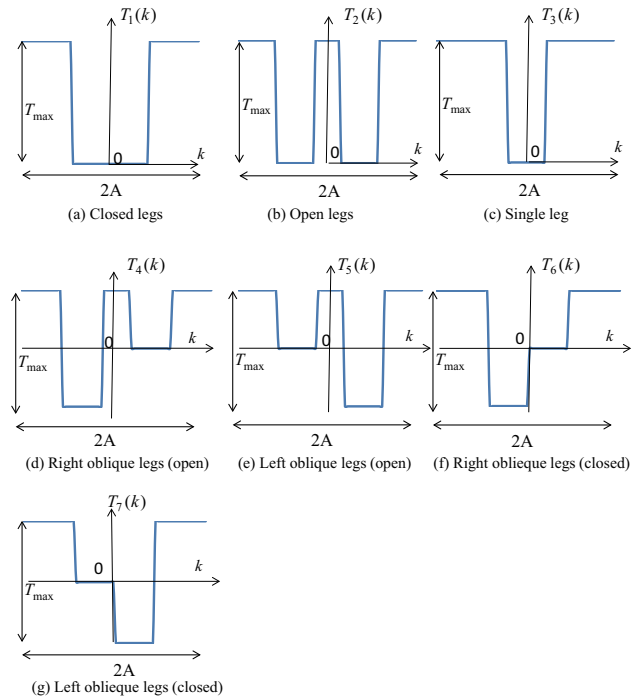 T₁(k) T₂(k) T₃(k)
Tmax Tmax Tmax
0 k 0 k 0 k
2A 2A 2A
(a) Closed legs (b) Open legs (c) Single leg
T₄(k) T₅(k) T₆(k)
0 k 0 k 0 k
Tmax Tmax Tmax
2A 2A 2A
(d) Right oblique legs (open) (e) Left oblique legs (open) (f) Right oblieque legs (closed)
T₇(k)
0 k
Tmax
2A
(g) Left oblieque legs (closed)